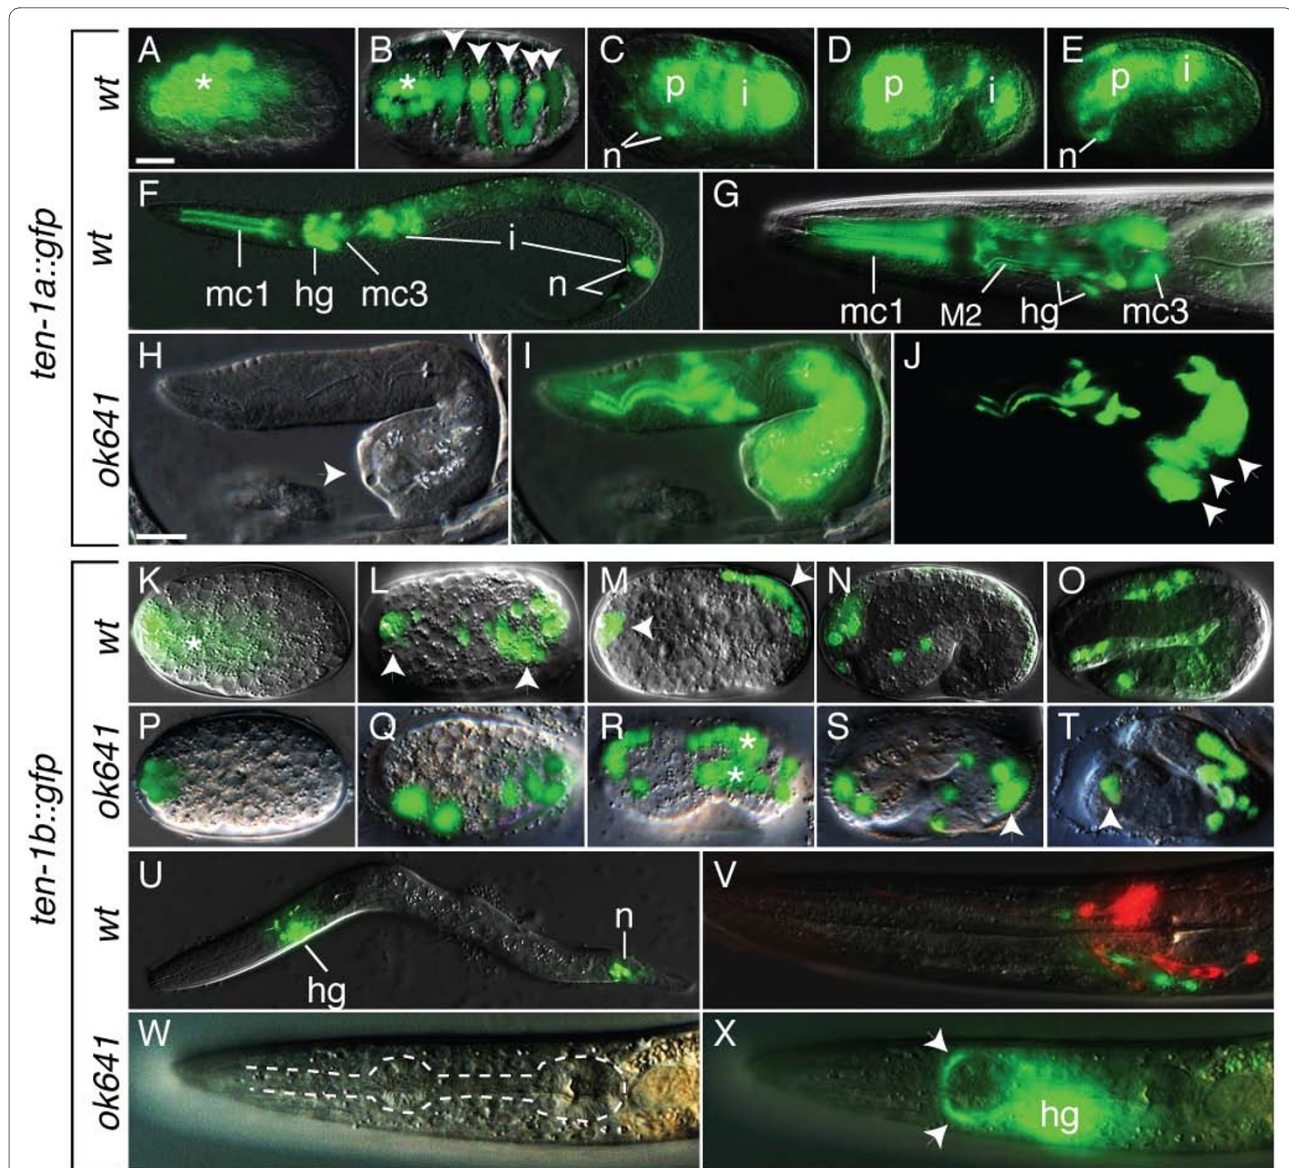 ten-1a::gfp
wt
A
*
B
*
C
p
i
n
D
p
i
E
p
i
n
wt
F
mc1
hg
mc3
i
n
G
mc1
M2
hg
mc3
ok641
H
I
J
ten-1b::gfp
wt
K
*
L
M
N
O
ok641
P
Q
R
*
*
S
T
wt
U
hg
n
V
ok641
W
X
hg